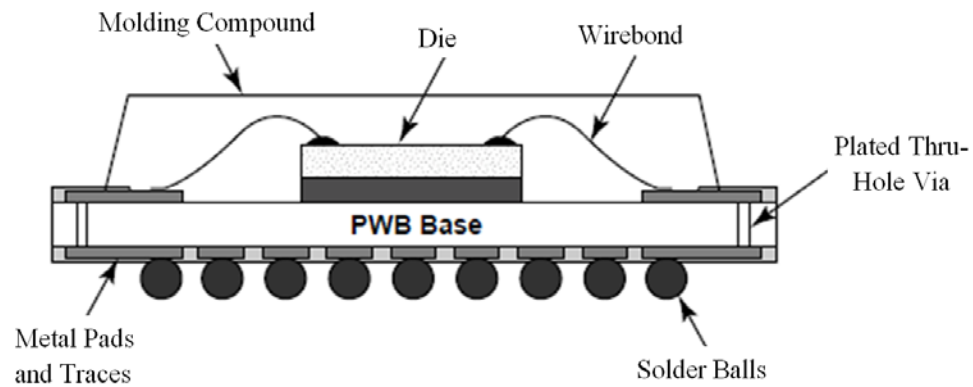 Molding Compound
Die
Wirebond
Plated Thru-
Hole Via
PWB Base
Metal Pads
and Traces
Solder Balls